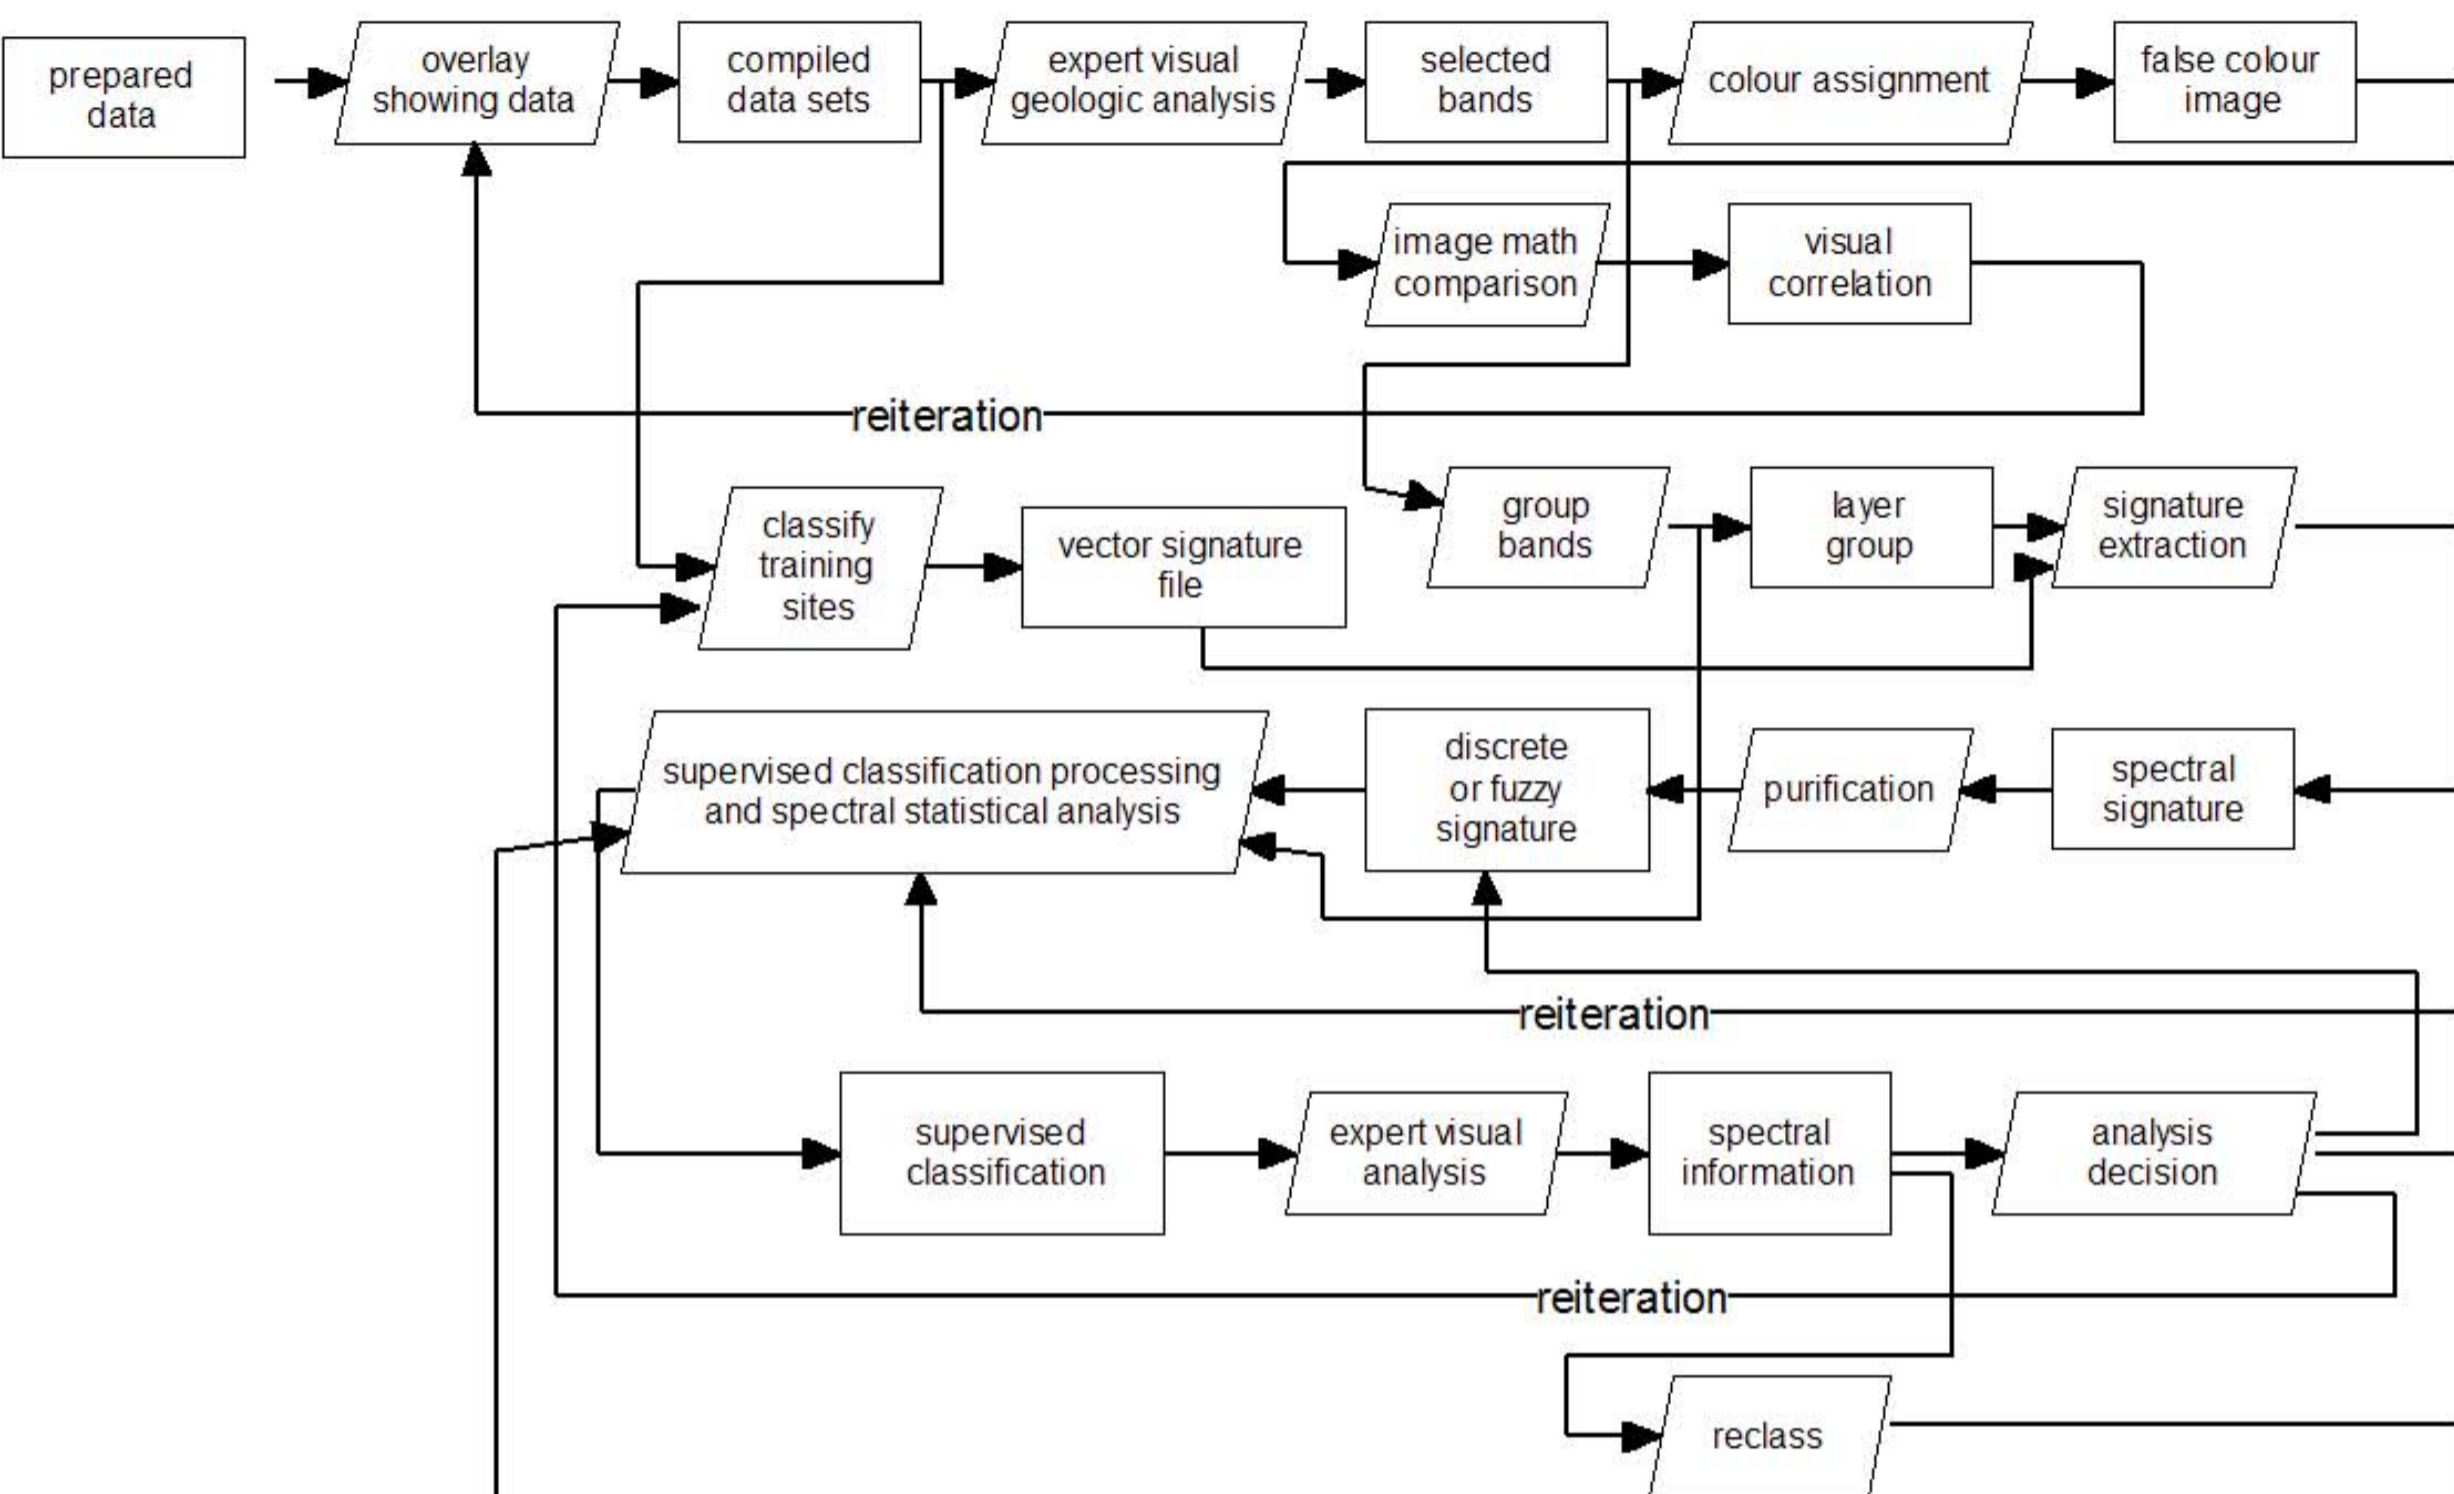 prepared
data
overlay
showing data
compiled
data sets
expert visual
geologic analysis
selected
bands
colour assignment
false colour
image
image math
comparison
visual
correlation
reiteration
classify
training
sites
vector signature
file
group
bands
layer
group
signature
extraction
supervised classification processing
and spectral statistical analysis
discrete
or fuzzy
signature
purification
spectral
signature
reiteration
supervised
classification
expert visual
analysis
spectral
information
analysis
decision
reiteration
reclass